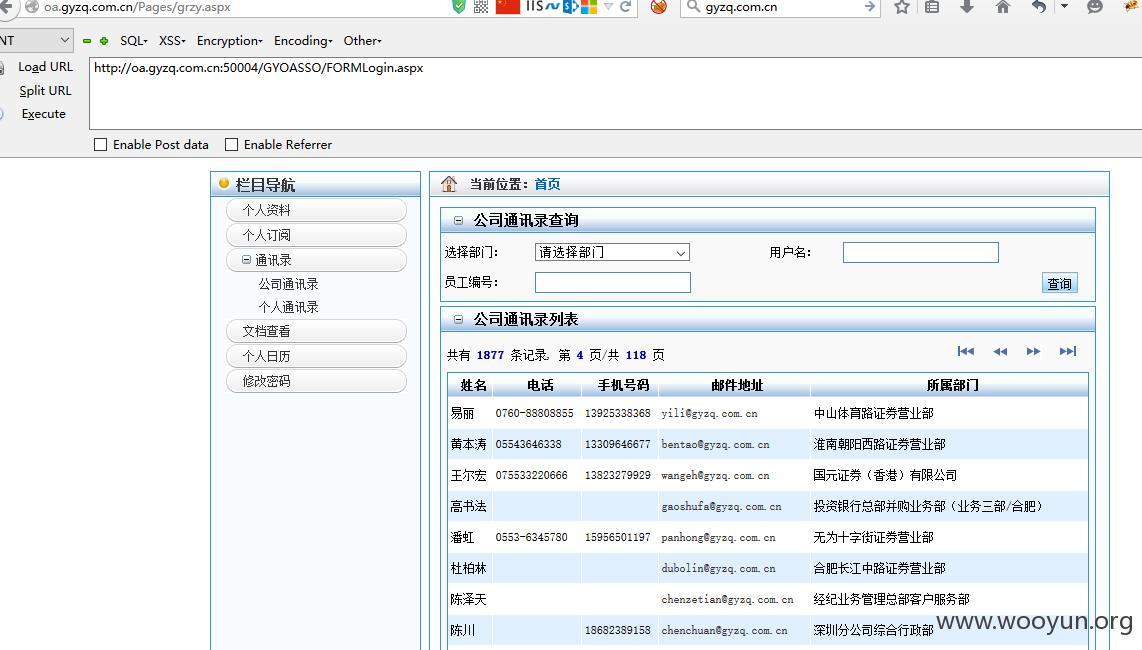 oa.gyzq.com.cn/Pages/grzy.aspx
gyzq.com.cn
NT SQL- XSS- Encryption- Encoding- Other-
Load URL http://oa.gyzq.com.cn:50004/GYOASSO/FORMLogin.aspx
Split URL
Execute
Enable Post data Enable Referrer
栏目导航
个人资料
个人订阅
通讯录
公司通讯录
个人通讯录
文档查看
个人日历
修改密码
当前位置：首页
公司通讯录查询
选择部门： 请选择部门 用户名：
员工编号： 查询
公司通讯录列表
共有 1877 条记录, 第 4 页/共 118 页
姓名 电话 手机号码 邮件地址 所属部门
易丽 0760-88808855 13925338368 yili@gyzq.com.cn 中山体育路证券营业部
黄本涛 05543646338 13309646677 bentao@gyzq.com.cn 淮南朝阳西路证券营业部
王尔宏 075533220666 13823279929 wangeh@gyzq.com.cn 国元证券（香港）有限公司
高书法 gaoshufa@gyzq.com.cn 投资银行总部并购业务部（业务三部/合肥）
潘虹 0553-6345780 15956501197 panhong@gyzq.com.cn 无为十字街证券营业部
杜柏林 dubolin@gyzq.com.cn 合肥长江中路证券营业部
陈泽天 chenzetian@gyzq.com.cn 经纪业务管理总部客户服务部
陈川 18682389158 chenchuan@gyzq.com.cn 深圳分公司综合行政部
www.wooyun.org